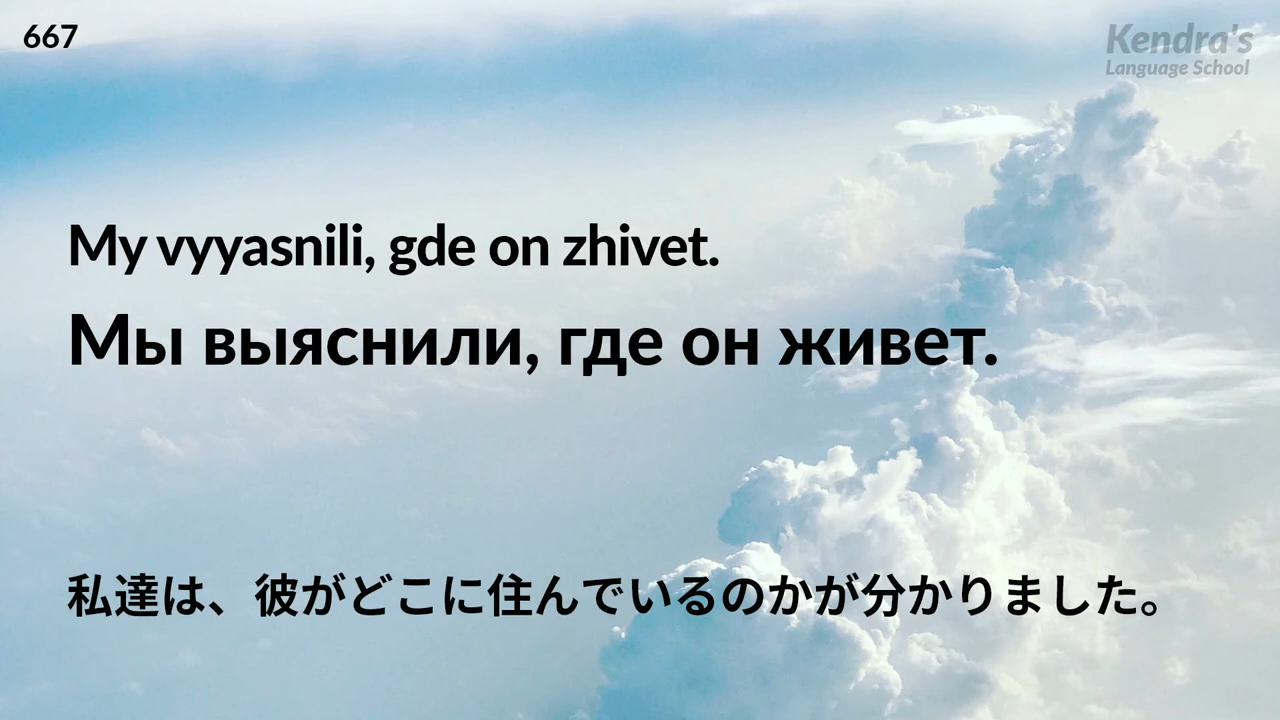 667
Kendra's
Language School
My vyyasnili, gde on zhivet.
Мы выяснили, где он живет.
私達は、彼がどこに住んでいるのかが分かりました。